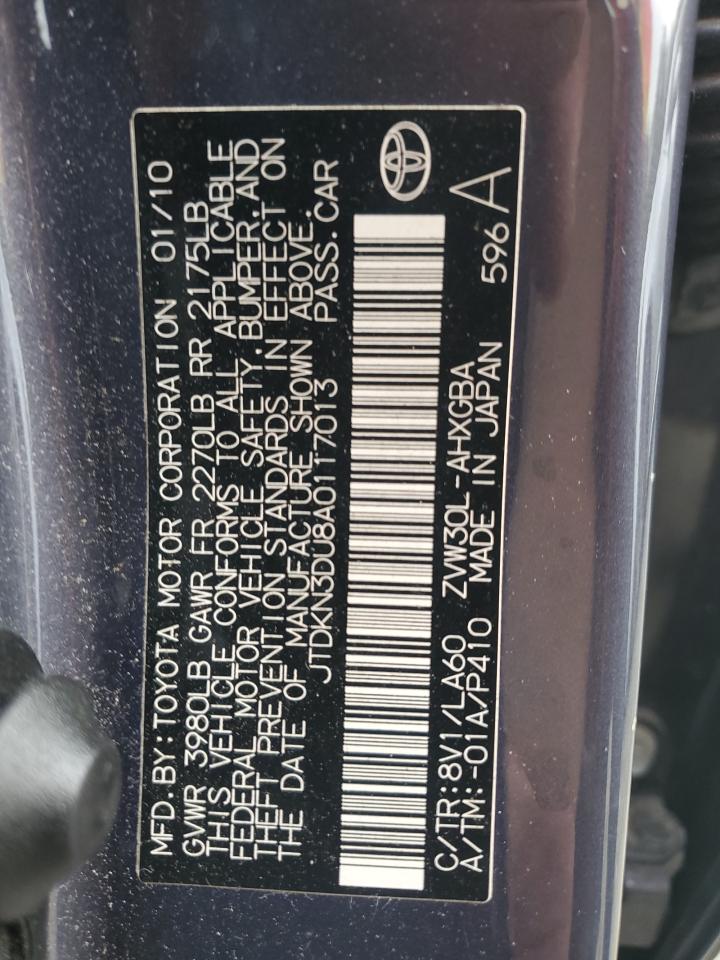 MFD.BY:TOYOTA MOTOR CORPORATION 01/10
GVWR 3980LB GAWR FR 2270LB RR 2175LB
THIS VEHICLE CONFORMS TO ALL APPLICABLE
FEDERAL MOTOR VEHICLE SAFETY,BUMPER,AND
THEFT PREVENTION STANDARDS IN EFFECT ON
THE DATE OF MANUFACTURE SHOWN ABOVE.
JTDKN3DU8A0117013 PASS.CAR
C/TR:8V1/LA60 ZVW30L-AHXGBA 596
A/TM:-01A/P410 MADE IN JAPAN A